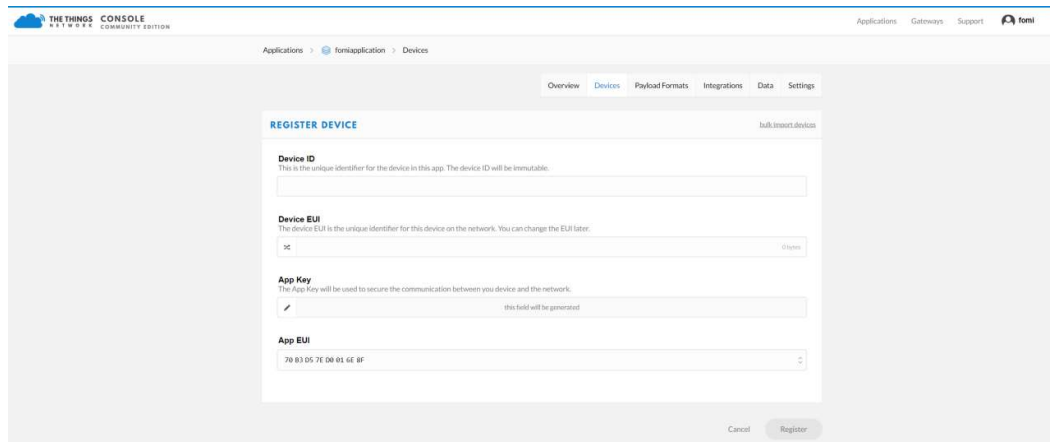 THE THINGS NETWORK CONSOLE COMMUNITY EDITION
Applications Gateways Support fomi
Applications > fomiapplication > Devices
Overview Devices Payload Formats Integrations Data Settings
REGISTER DEVICE bulk import devices
Device ID
This is the unique identifier for the device in this app. The device ID will be immutable.
Device EUI
The device EUI is the unique identifier for this device on the network. You can change the EUI later.
0 bytes
App Key
The App Key will be used to secure the communication between you device and the network.
this field will be generated
App EUI
70 B3 D5 7E D0 01 6E 8F
Cancel Register